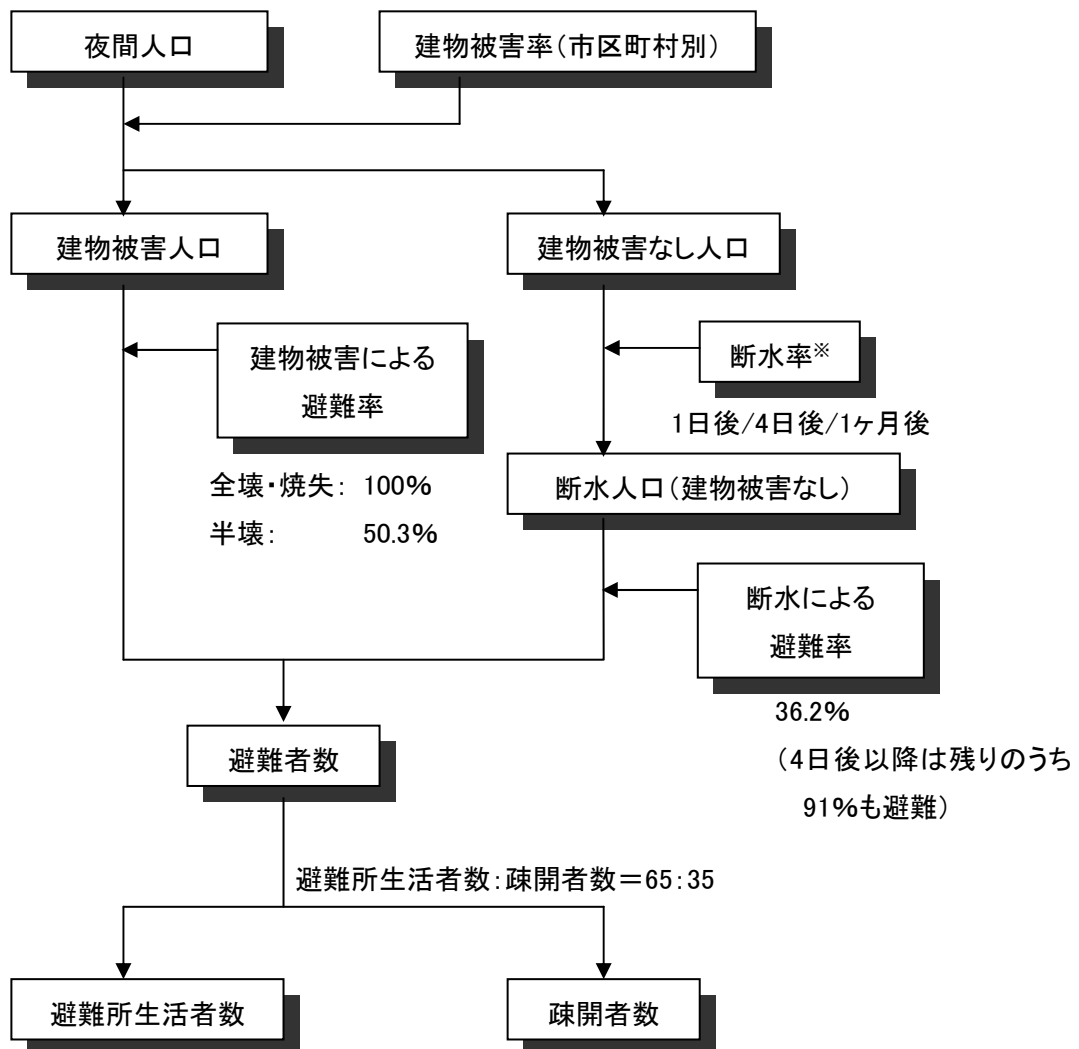 夜間人口
建物被害率（市区町村別）
建物被害人口
建物被害なし人口
建物被害による
避難率
断水率※
1日後/4日後/1ヶ月後
全壊・焼失： 100%
半壊： 50.3%
断水人口（建物被害なし）
断水による
避難率
36.2%
（4日後以降は残りのうち
91%も避難）
避難者数
避難所生活者数：疎開者数＝65：35
避難所生活者数
疎開者数